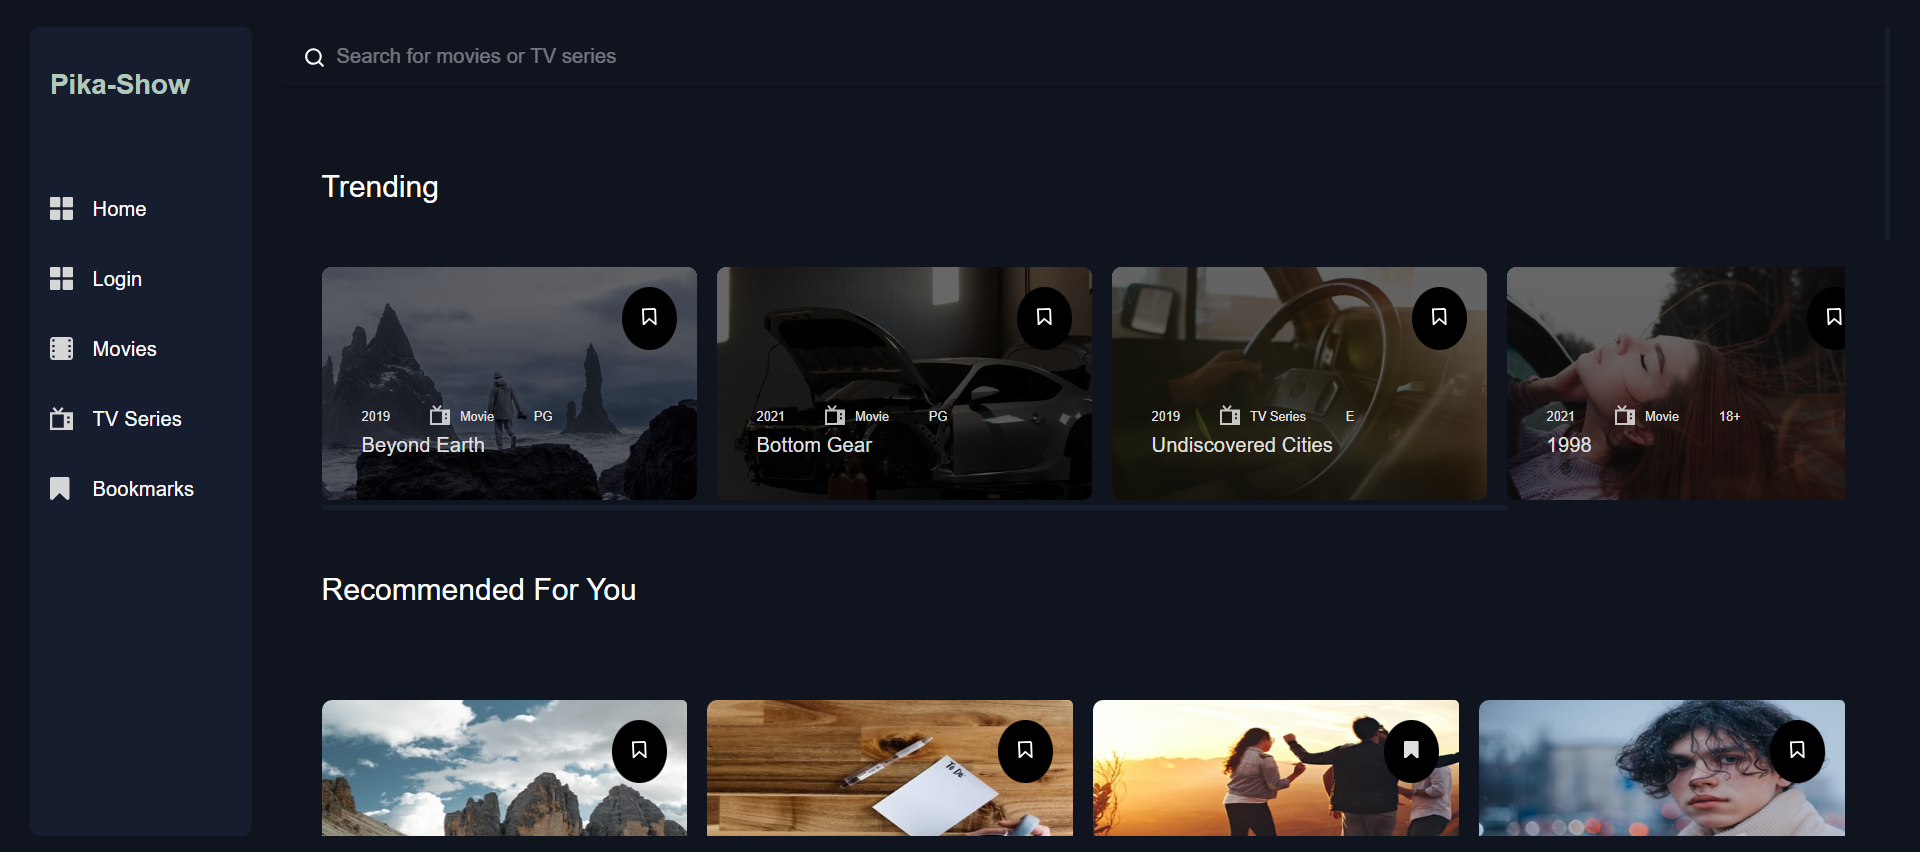 Pika-Show
Search for movies or TV series
Home
Login
Movies
TV Series
Bookmarks
Trending
2019 Movie PG
Beyond Earth
2021 Movie PG
Bottom Gear
2019 TV Series E
Undiscovered Cities
2021 Movie 18+
1998
Recommended For You
To Do